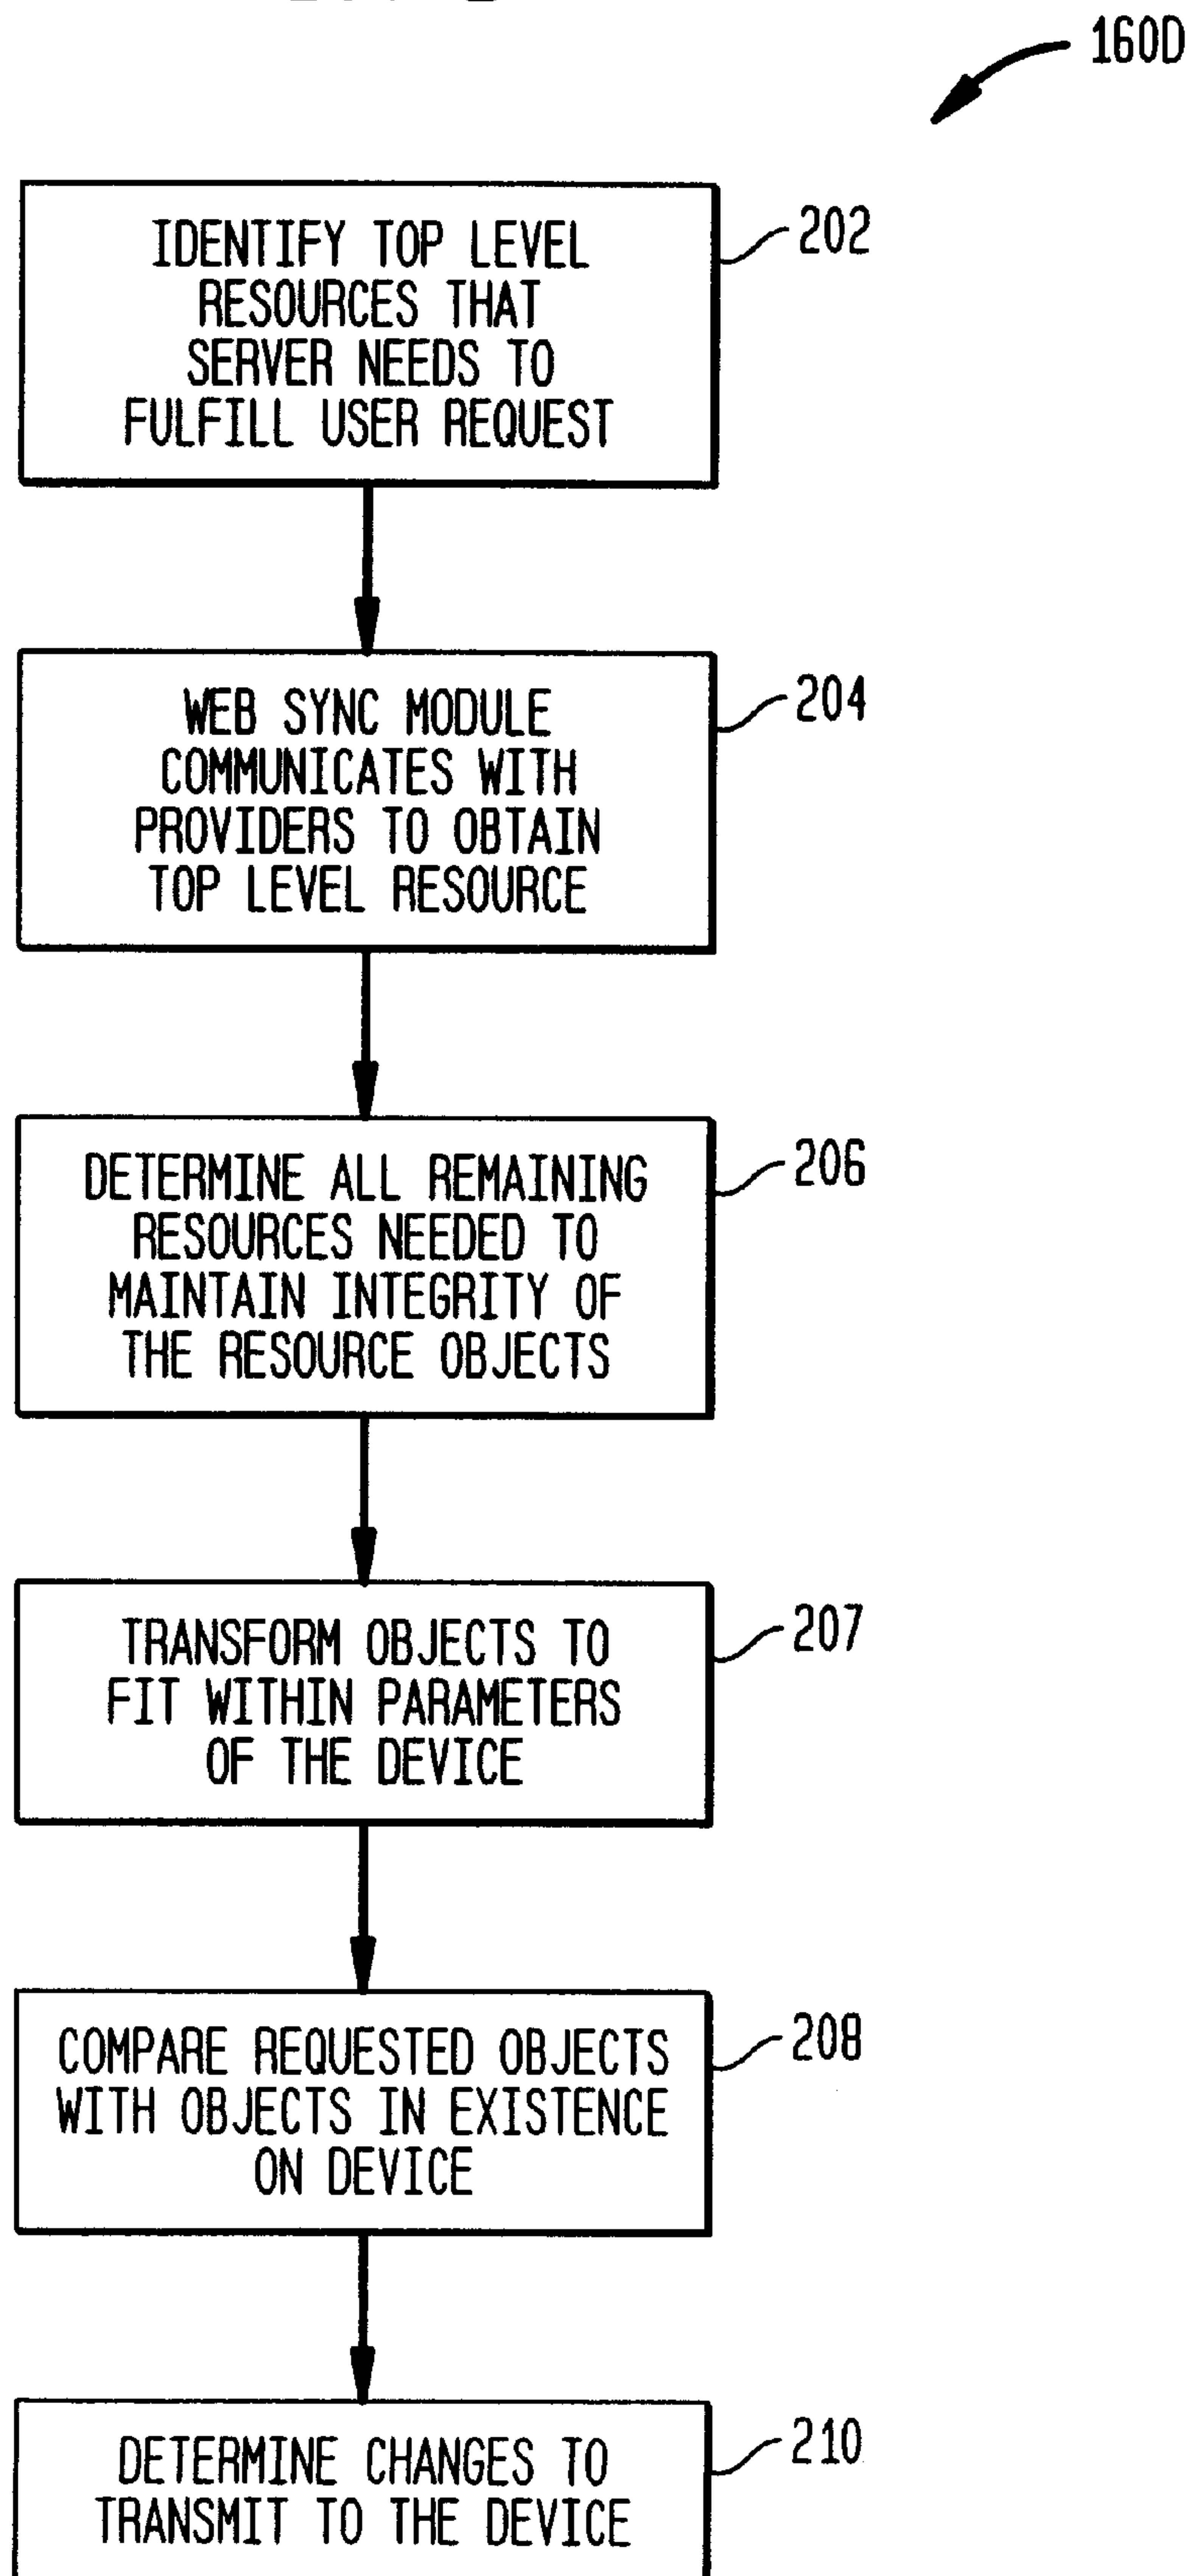 160D
IDENTIFY TOP LEVEL
RESOURCES THAT
SERVER NEEDS TO
FULFILL USER REQUEST
202
WEB SYNC MODULE
COMMUNICATES WITH
PROVIDERS TO OBTAIN
TOP LEVEL RESOURCE
204
DETERMINE ALL REMAINING
RESOURCES NEEDED TO
MAINTAIN INTEGRITY OF
THE RESOURCE OBJECTS
206
TRANSFORM OBJECTS TO
FIT WITHIN PARAMETERS
OF THE DEVICE
207
COMPARE REQUESTED OBJECTS
WITH OBJECTS IN EXISTENCE
ON DEVICE
208
DETERMINE CHANGES TO
TRANSMIT TO THE DEVICE
210